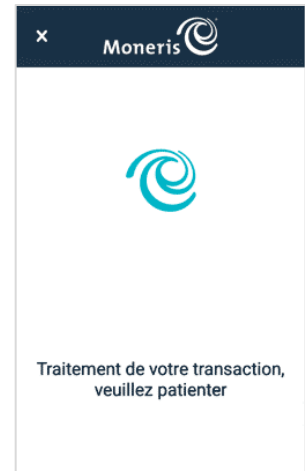 × Moneris
Traitement de votre transaction,
veuillez patienter